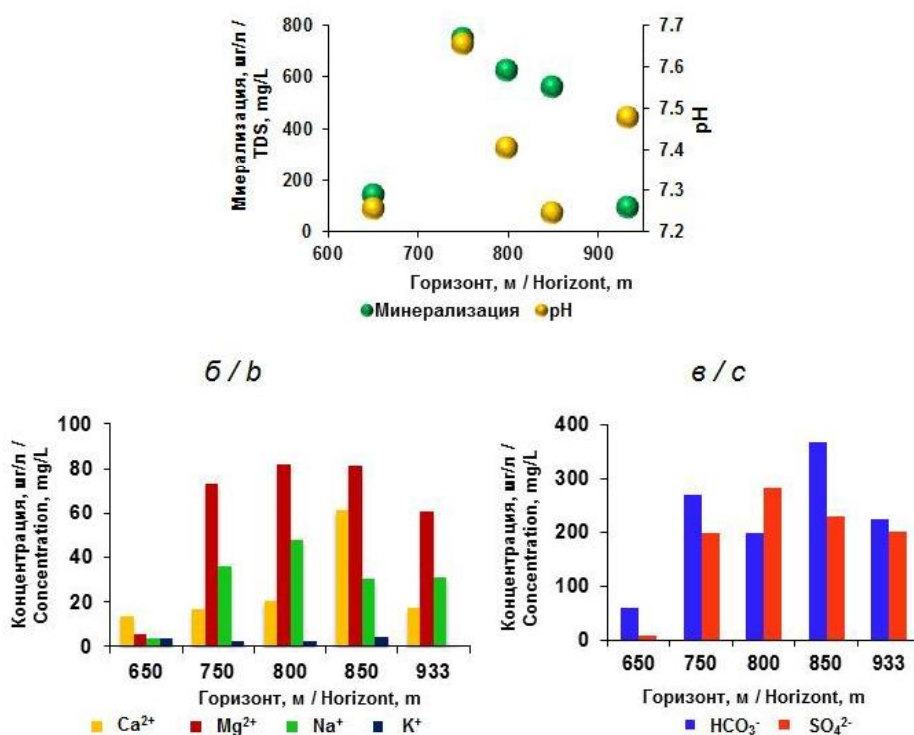 Миерализация, мг/л /
TDS, mg/L
800
600
400
200
0
7.7
7.6
7.5
7.4
7.3
7.2
pH
600 700 800 900
Горизонт, м / Horizont, m
Минерализация pH
б / b
в / с
Концентрация, мг/л /
Concentration, mg/L
100
80
60
40
20
0
650 750 800 850 933
Горизонт, м / Horizont, m
Ca²⁺ Mg²⁺ Na⁺ K⁺
Концентрация, мг/л /
Concentration, mg/L
400
300
200
100
0
650 750 800 850 933
Горизонт, м / Horizont, m
HCO₃⁻ SO₄²⁻